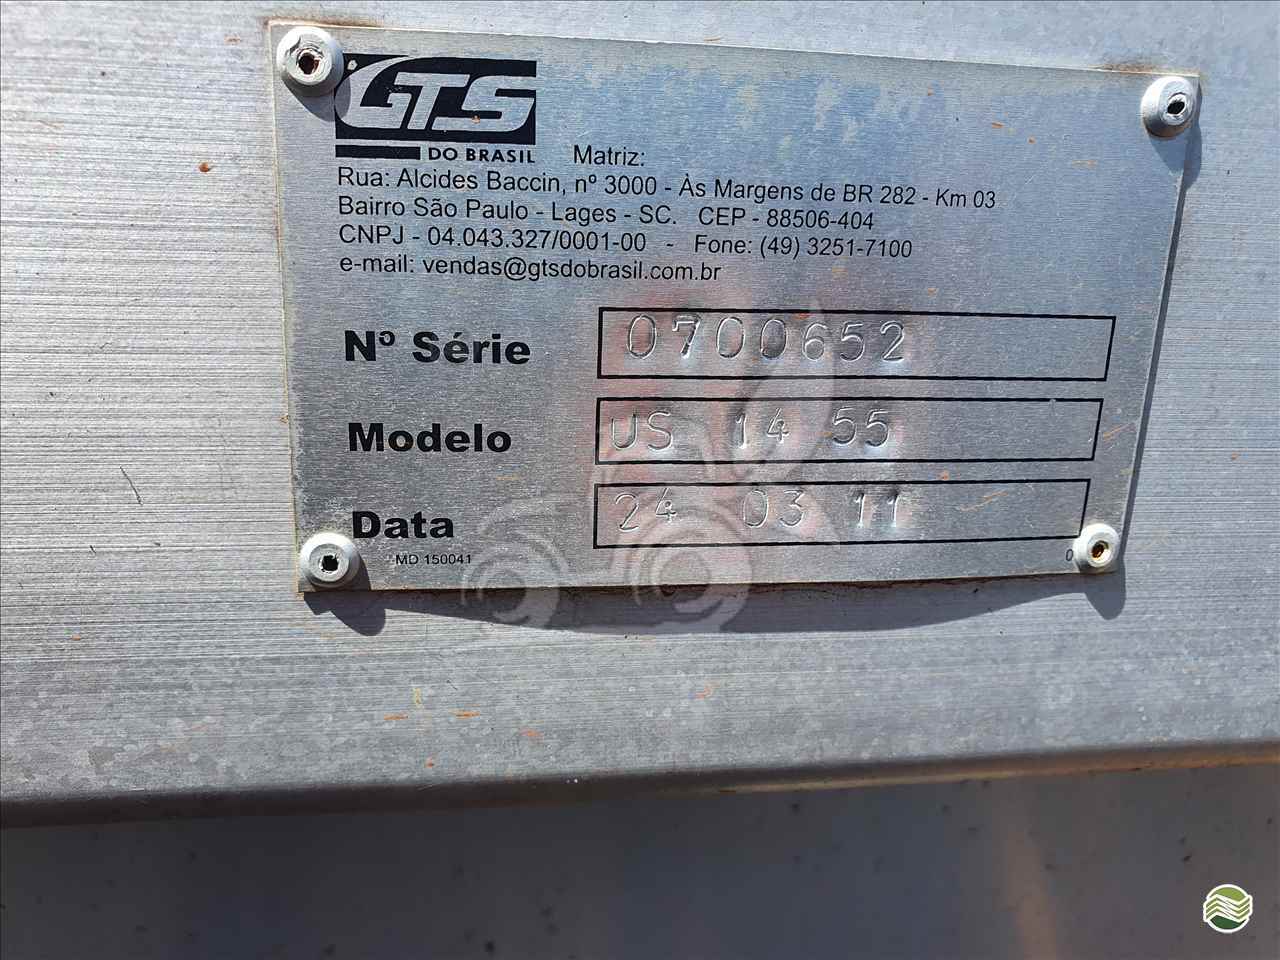 GTS
DO BRASIL Matriz:
Rua: Alcides Baccin, nº 3000 - Às Margens de BR 282 - Km 03
Bairro São Paulo - Lages - SC. CEP - 88506-404
CNPJ - 04.043.327/0001-00 - Fone: (49) 3251-7100
e-mail: vendas@gtsdobrasil.com.br
Nº Série 0700652
Modelo US 14 55
Data 24 03 11
MD 150041 0